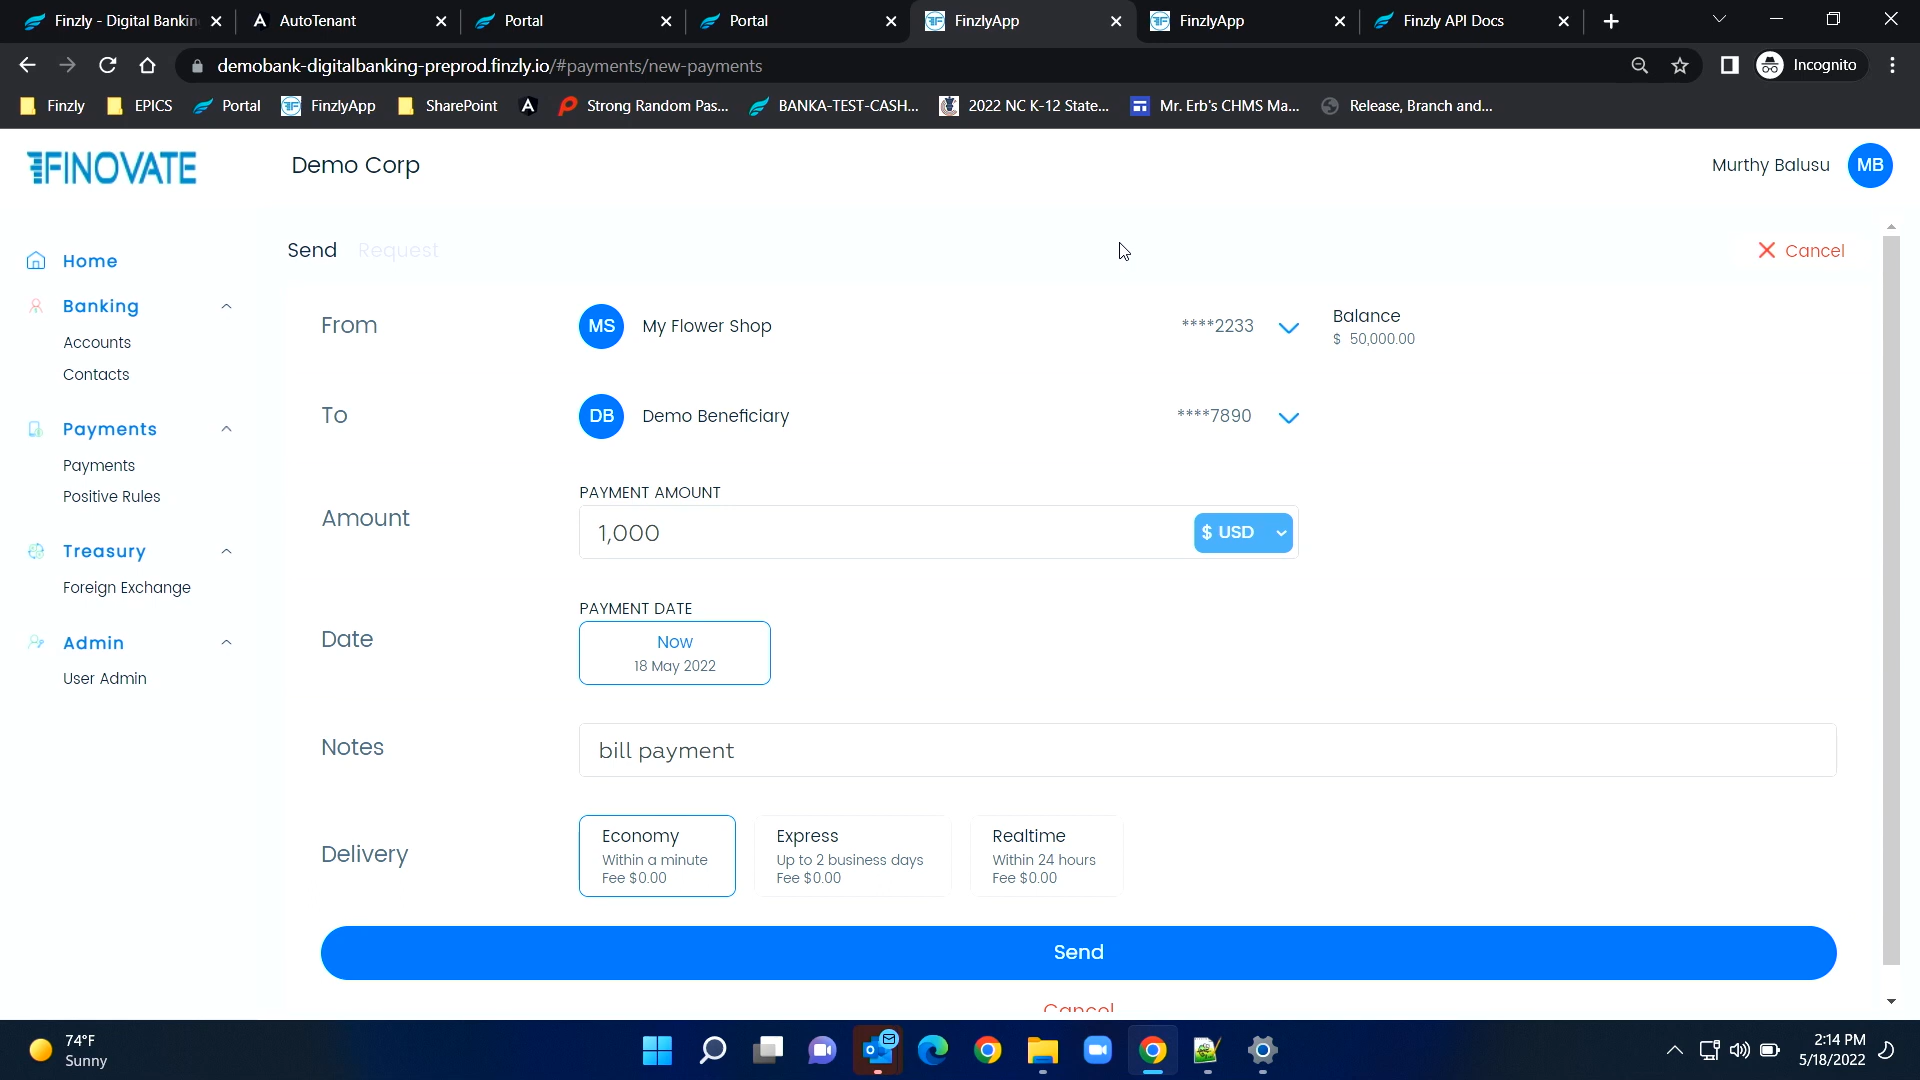 Finzly - Digital Bankin
AutoTenant
Portal
Portal
FinzlyApp
FinzlyApp
Finzly API Docs
demobank-digitalbanking-preprod.finzly.io/#payments/new-payments
Incognito
Finzly
EPICS
Portal
FinzlyApp
SharePoint
Strong Random Pas...
BANKA-TEST-CASH...
2022 NC K-12 State...
Mr. Erb's CHMS Ma...
Release, Branch and...
FINOVATE
Demo Corp
Murthy Balusu
MB
Home
Banking
Accounts
Contacts
Payments
Payments
Positive Rules
Treasury
Foreign Exchange
Admin
User Admin
Send
Request
Cancel
From
MS
My Flower Shop
****2233
Balance
$ 50,000.00
To
DB
Demo Beneficiary
****7890
Amount
PAYMENT AMOUNT
1,000
$ USD
Date
PAYMENT DATE
Now
18 May 2022
Notes
bill payment
Delivery
Economy
Within a minute
Fee $0.00
Express
Up to 2 business days
Fee $0.00
Realtime
Within 24 hours
Fee $0.00
Send
Cancel
74°F
Sunny
2:14 PM
5/18/2022